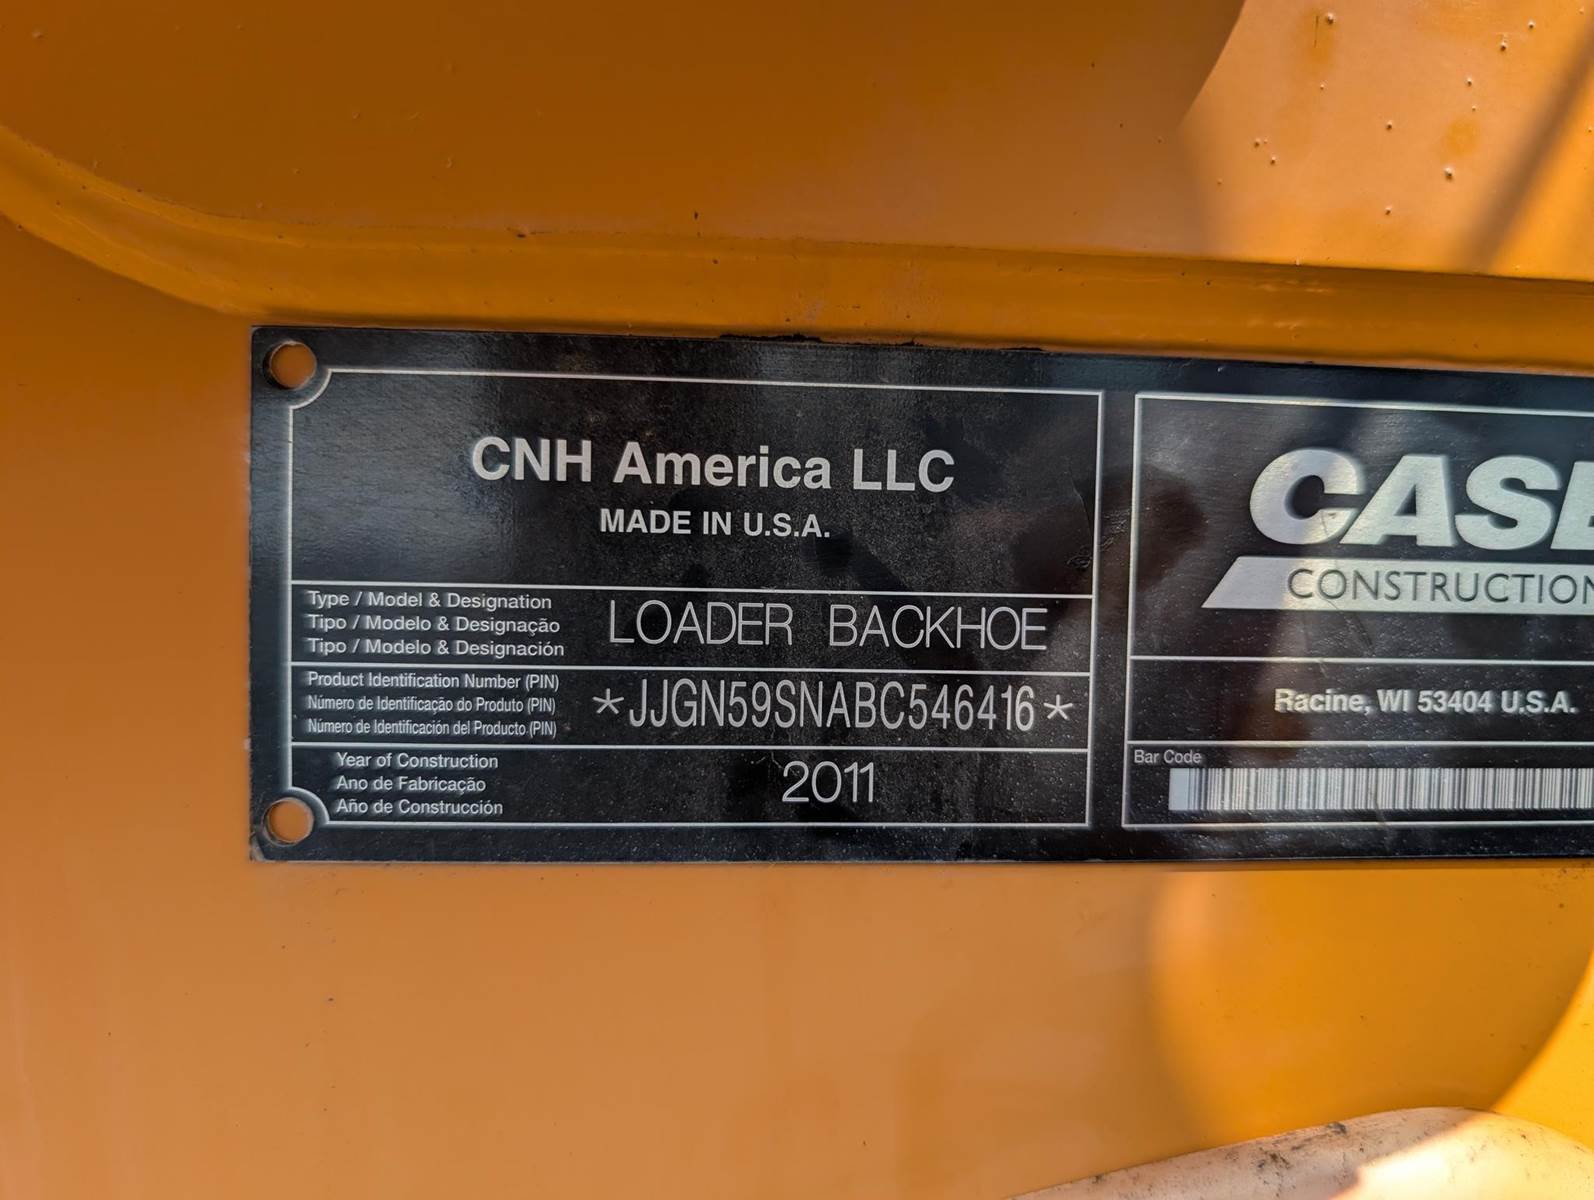 CNH America LLC
MADE IN U.S.A.
Type / Model & Designation
Tipo / Modelo & Designação
Tipo / Modelo & Designación
LOADER BACKHOE
Product Identification Number (PIN)
Número de Identificação do Produto (PIN)
Número de Identificación del Producto (PIN)
*JJGN59SNABC546416*
Year of Construction
Ano de Fabricação
Año de Construcción
2011
CASE
CONSTRUCTION
Racine, WI 53404 U.S.A.
Bar Code